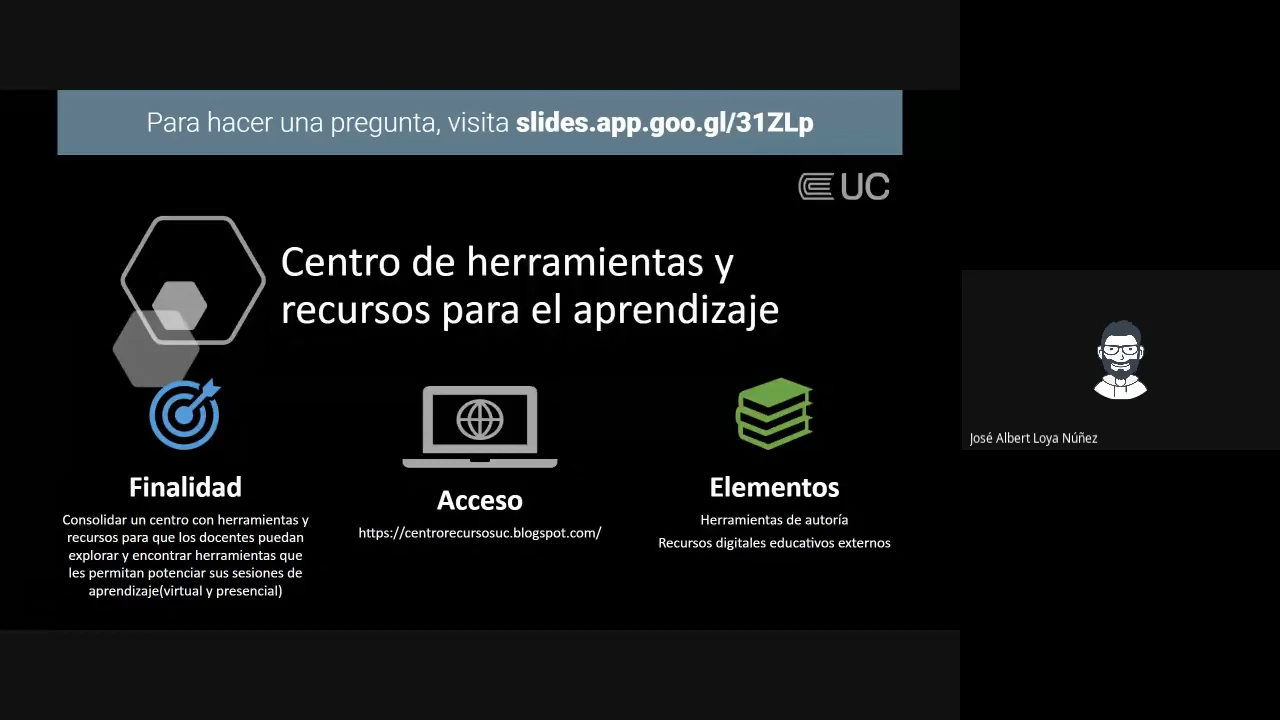 Para hacer una pregunta, visita slides.app.goo.gl/31ZLp
UC
Centro de herramientas y
recursos para el aprendizaje
Finalidad
Consolidar un centro con herramientas y
recursos para que los docentes puedan
explorar y encontrar herramientas que
les permitan potenciar sus sesiones de
aprendizaje(virtual y presencial)
Acceso
https://centrorecursosuc.blogspot.com/
Elementos
Herramientas de autoría
Recursos digitales educativos externos
José Albert Loya Núñez